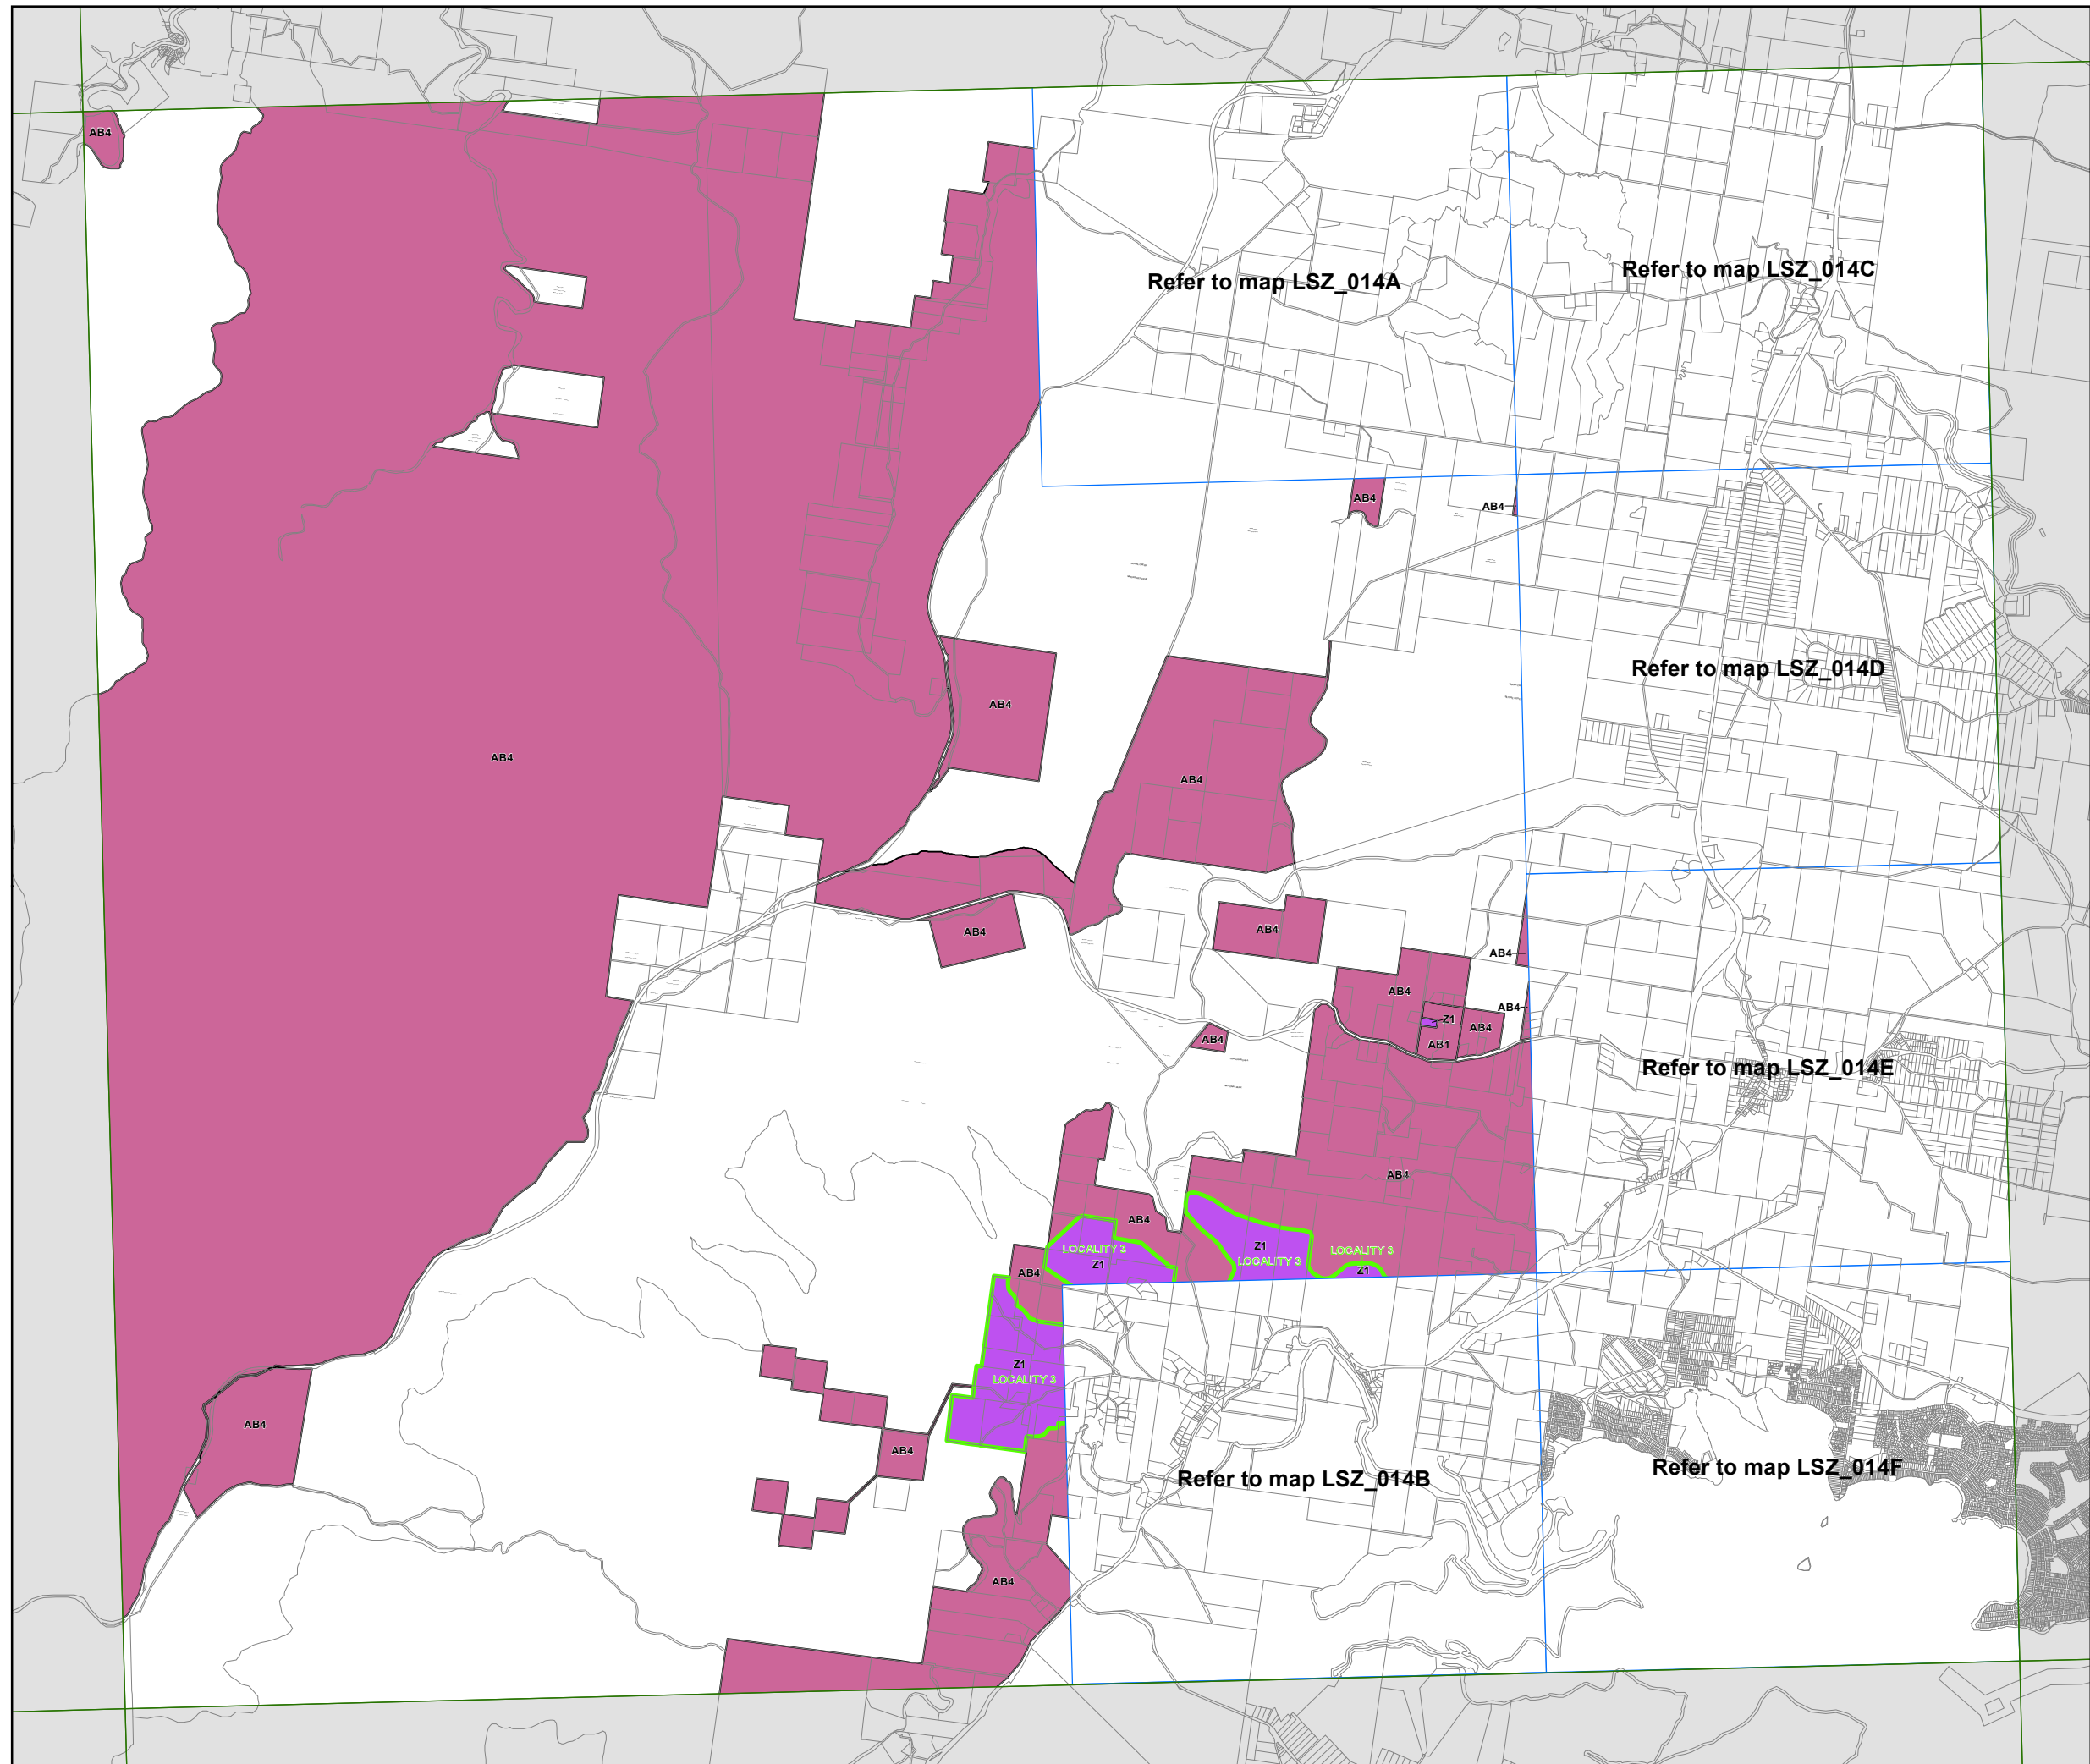 AB4
Refer to map LSZ_014A
Refer to map LSZ_014C
AB4
AB4
Refer to map LSZ_014D
AB4
AB4
AB4
AB4
AB4
AB4
AB4
AB4
Z1
AB4
AB4
AB1
AB4
Refer to map LSZ_014E
AB4
AB4
Z1
LOCALITY 3
LOCALITY 3
LOCALITY 3
Z1
Z1
AB4
Z1
LOCALITY 3
AB4
AB4
Refer to map LSZ_014B
Refer to map LSZ_014F
AB4